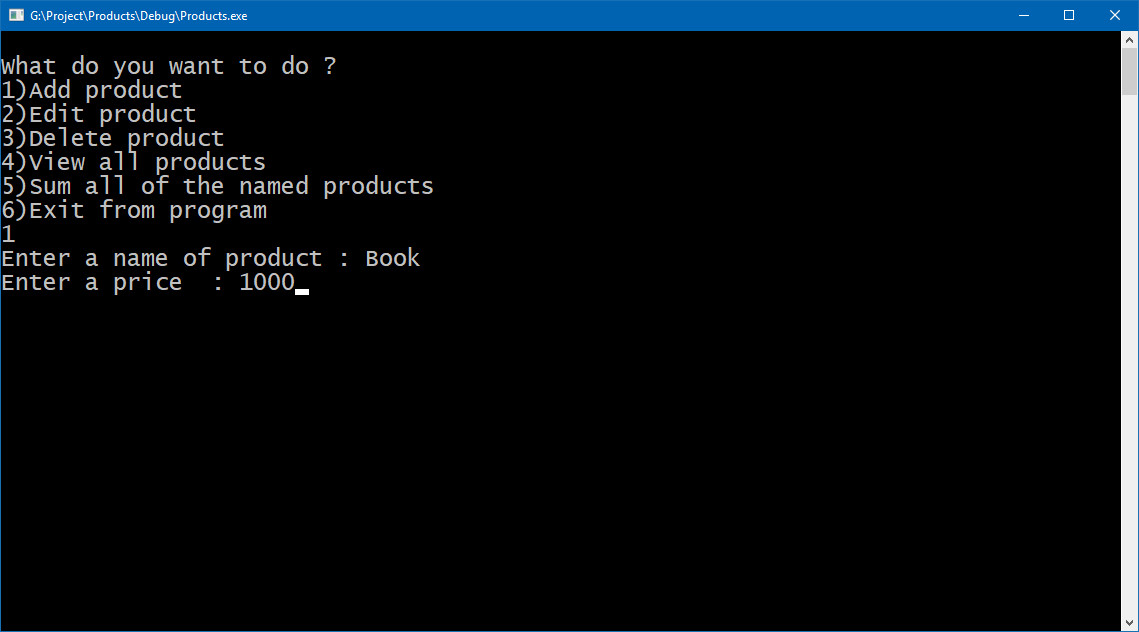 G:\Project\Products\Debug\Products.exe
What do you want to do ?
1)Add product
2)Edit product
3)Delete product
4)View all products
5)Sum all of the named products
6)Exit from program
1
Enter a name of product : Book
Enter a price  : 1000